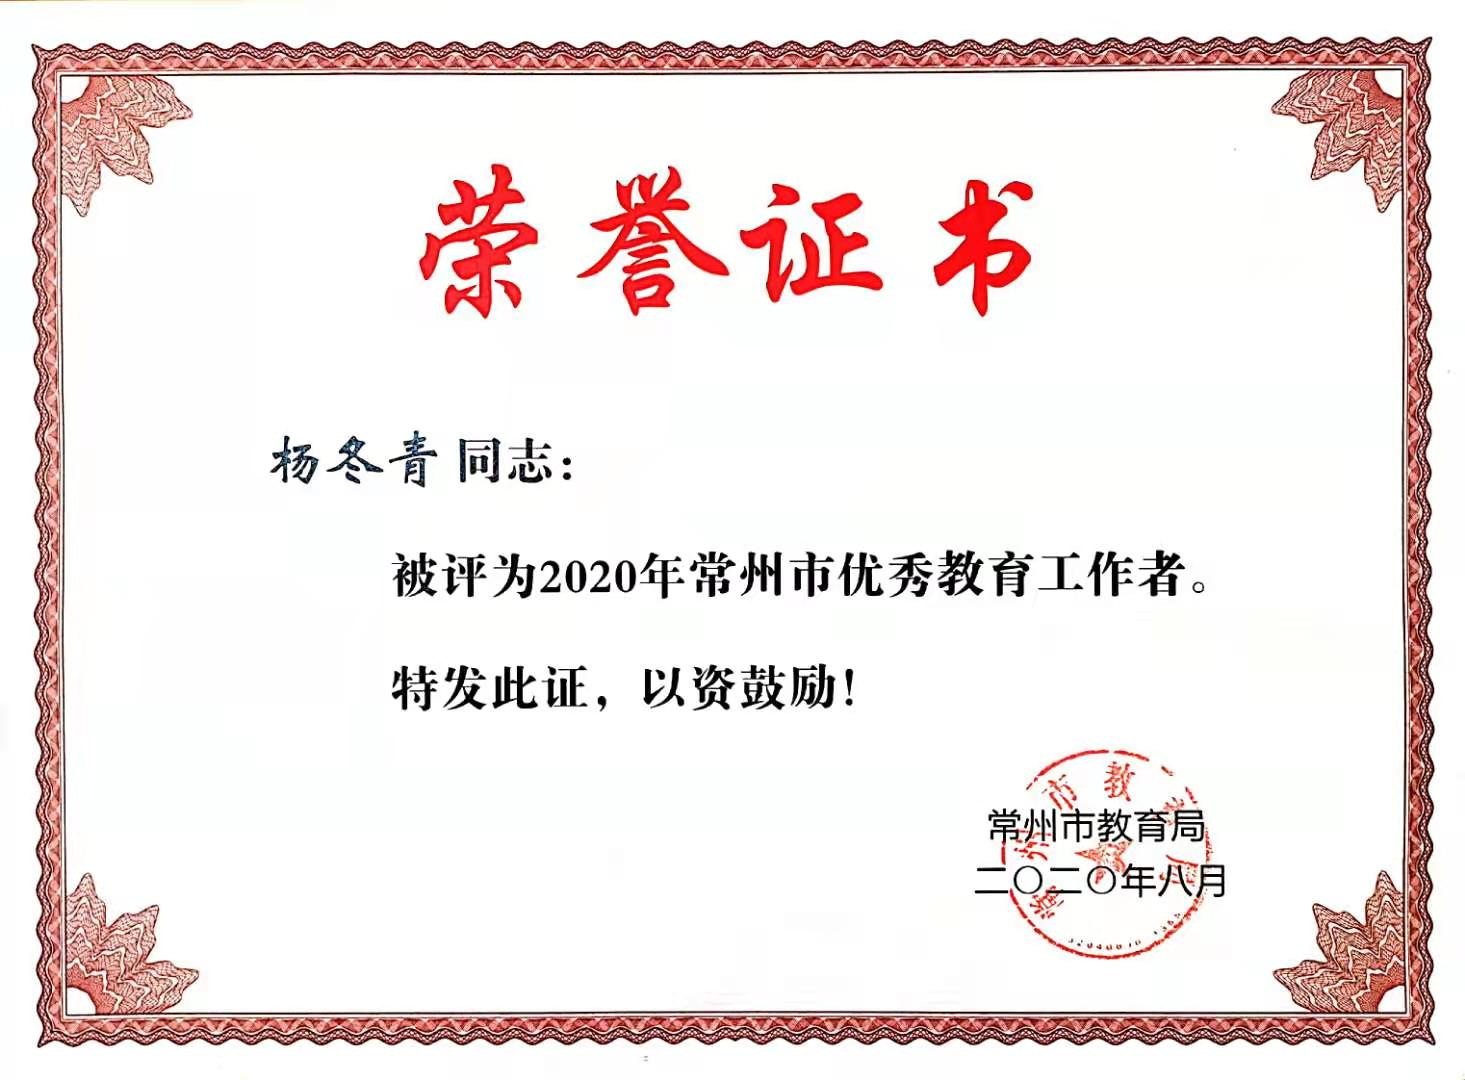 荣誉证书
杨冬青 同志：
被评为2020年常州市优秀教育工作者。
特发此证，以资鼓励！
常州市教育局
二〇二〇年八月